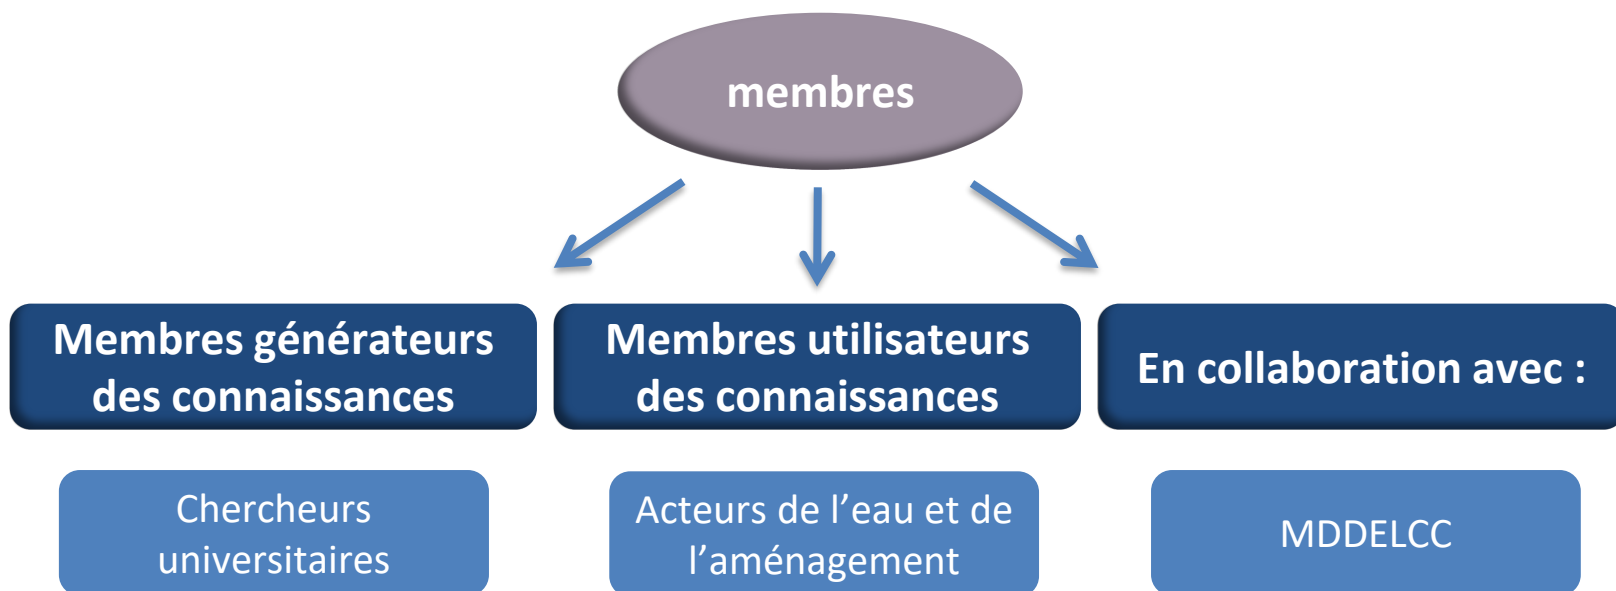 membres
Membres générateurs
des connaissances
Membres utilisateurs
des connaissances
En collaboration avec :
Chercheurs
universitaires
Acteurs de l’eau et de
l’aménagement
MDDELCC